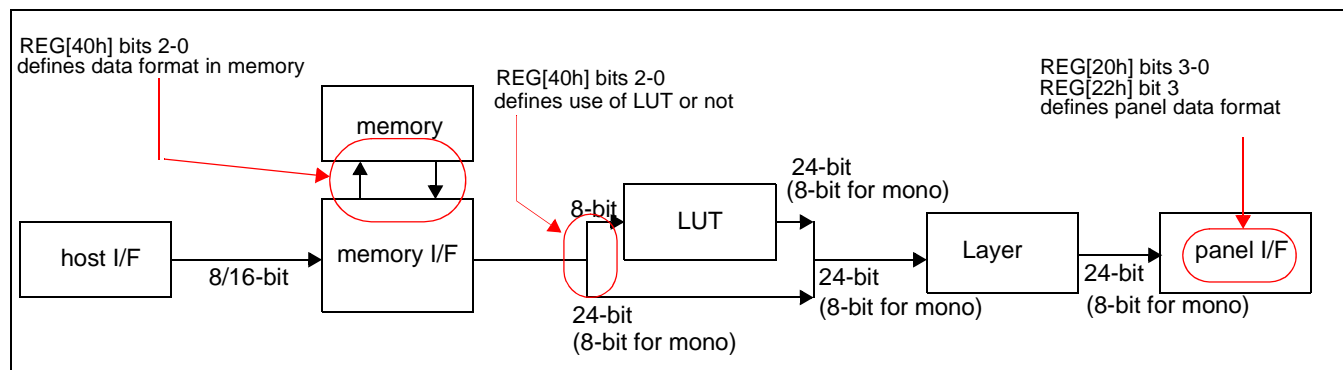 REG[40h] bits 2-0
defines data format in memory
REG[40h] bits 2-0
defines use of LUT or not
REG[20h] bits 3-0
REG[22h] bit 3
defines panel data format
memory
24-bit
(8-bit for mono)
8-bit
LUT
host I/F
8/16-bit
memory I/F
24-bit
(8-bit for mono)
24-bit
(8-bit for mono)
Layer
24-bit
(8-bit for mono)
panel I/F